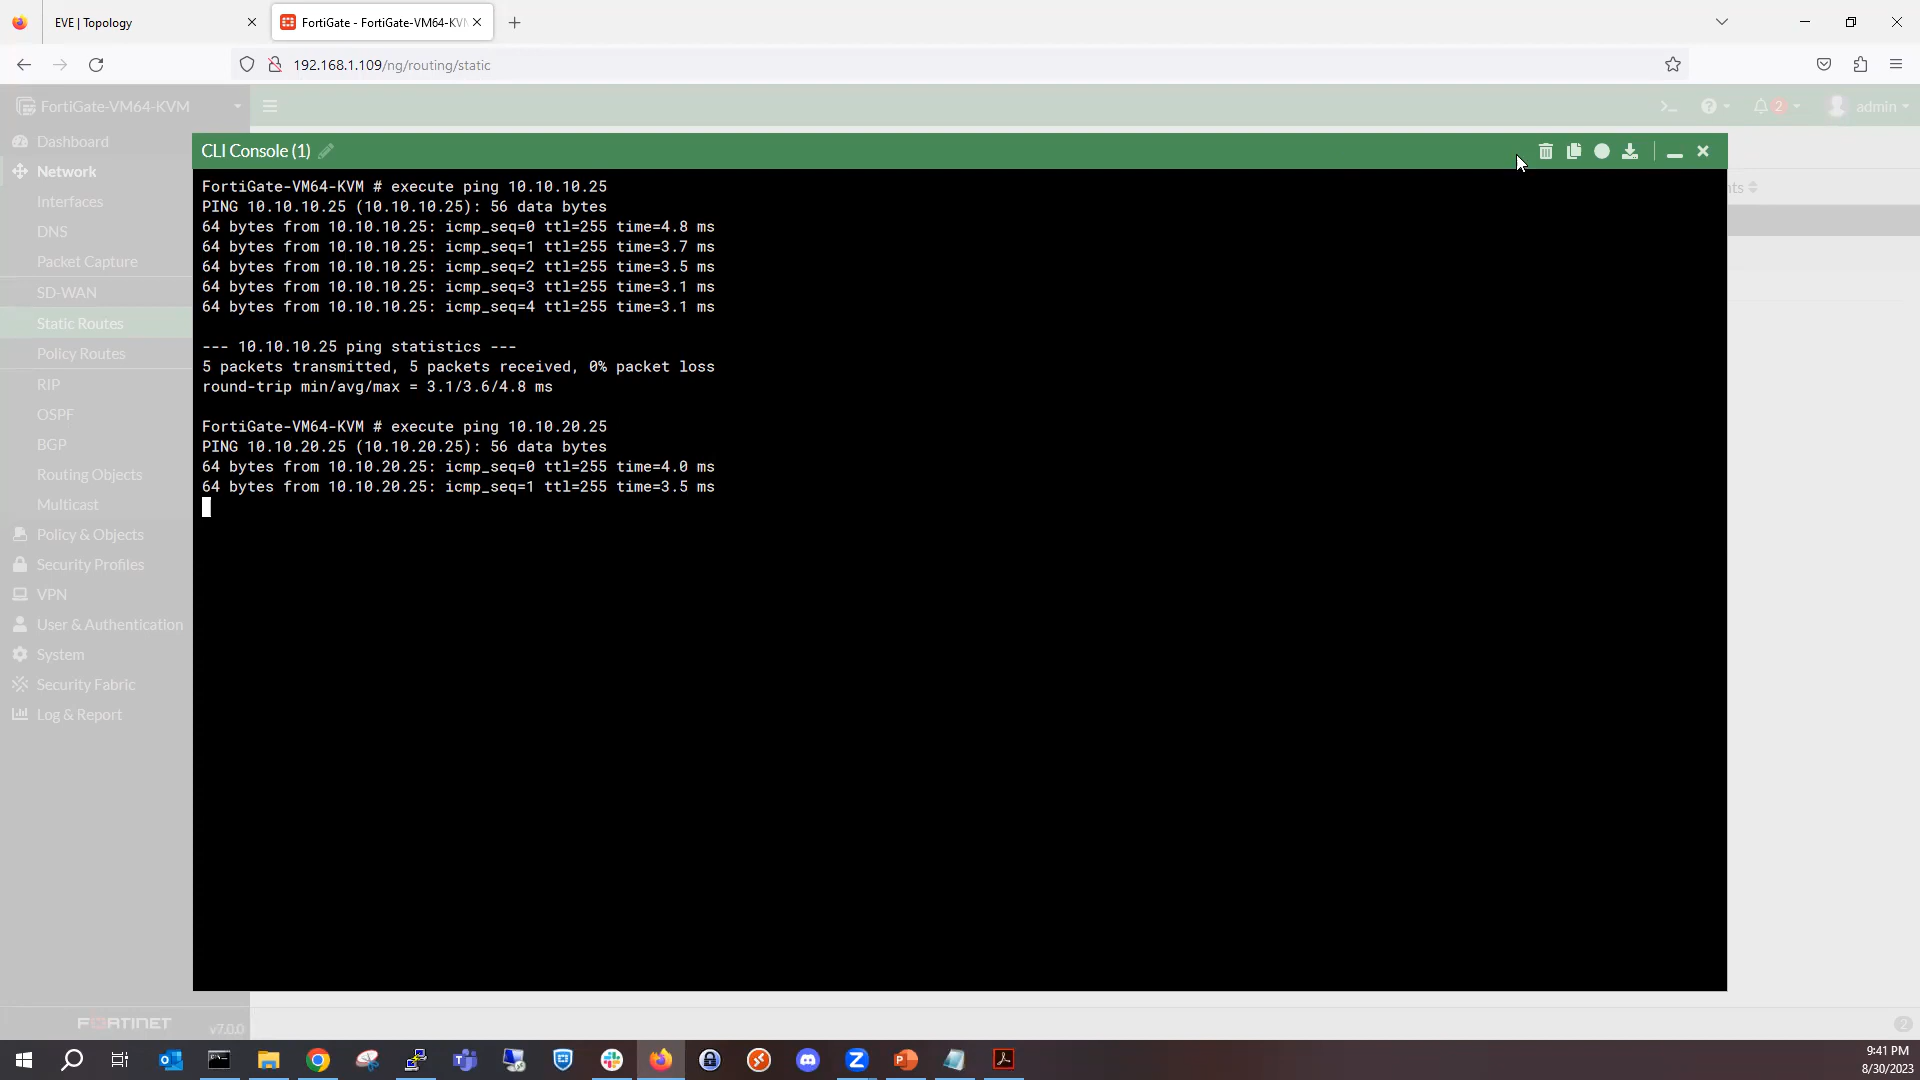 EVE | Topology
FortiGate - FortiGate-VM64-KVM
192.168.1.109/ng/routing/static
FortiGate-VM64-KVM
2
admin
Dashboard
Network
Interfaces
DNS
Packet Capture
SD-WAN
Static Routes
Policy Routes
RIP
OSPF
BGP
Routing Objects
Multicast
Policy & Objects
Security Profiles
VPN
User & Authentication
System
Security Fabric
Log & Report
FORTINET
v7.0.0
CLI Console (1)
FortiGate-VM64-KVM # execute ping 10.10.10.25
PING 10.10.10.25 (10.10.10.25): 56 data bytes
64 bytes from 10.10.10.25: icmp_seq=0 ttl=255 time=4.8 ms
64 bytes from 10.10.10.25: icmp_seq=1 ttl=255 time=3.7 ms
64 bytes from 10.10.10.25: icmp_seq=2 ttl=255 time=3.5 ms
64 bytes from 10.10.10.25: icmp_seq=3 ttl=255 time=3.1 ms
64 bytes from 10.10.10.25: icmp_seq=4 ttl=255 time=3.1 ms
--- 10.10.10.25 ping statistics ---
5 packets transmitted, 5 packets received, 0% packet loss
round-trip min/avg/max = 3.1/3.6/4.8 ms
FortiGate-VM64-KVM # execute ping 10.10.20.25
PING 10.10.20.25 (10.10.20.25): 56 data bytes
64 bytes from 10.10.20.25: icmp_seq=0 ttl=255 time=4.0 ms
64 bytes from 10.10.20.25: icmp_seq=1 ttl=255 time=3.5 ms
nts
2
9:41 PM
8/30/2023